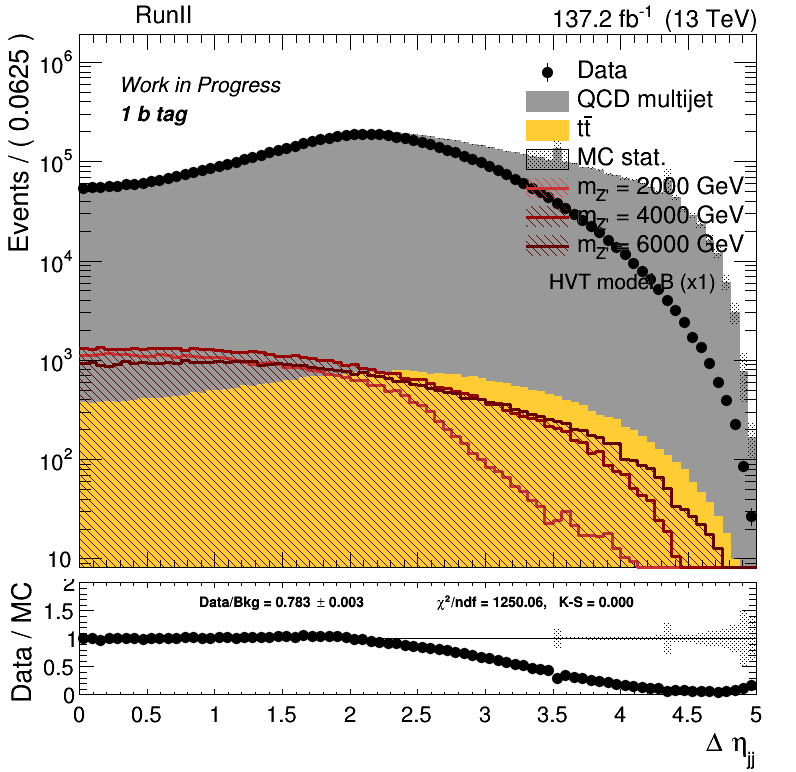 RunII
137.2 fb⁻¹ (13 TeV)
Events / ( 0.0625 )
10⁶
10⁵
10⁴
10³
10²
10
Work in Progress
1 b tag
Data
QCD multijet
tt̄
MC stat.
m_Z' = 2000 GeV
m_Z' = 4000 GeV
m_Z' = 6000 GeV
HVT model B (x1)
Data / MC
2
1.5
1
0.5
0
Data/Bkg = 0.783 ± 0.003
χ²/ndf = 1250.06, K-S = 0.000
0 0.5 1 1.5 2 2.5 3 3.5 4 4.5 5
Δ η_jj